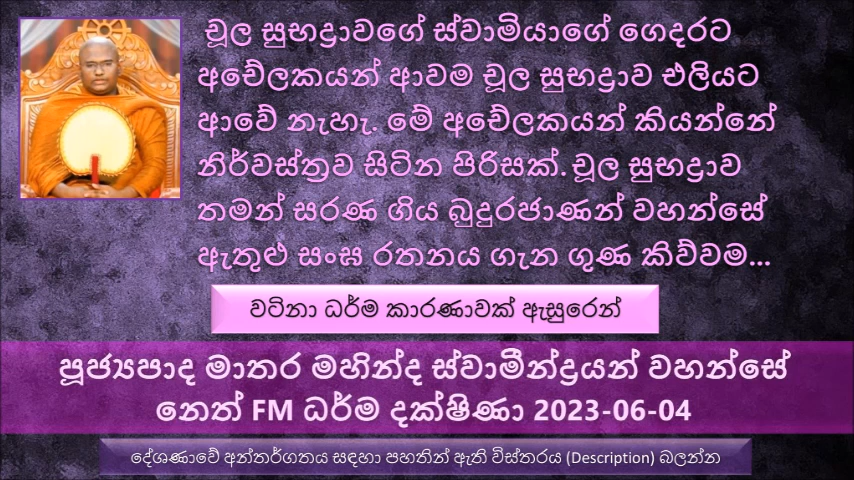 චූල සුභද්‍රාවගේ ස්වාමියාගේ ගෙදරට
අචේලකයන් ආවම චූල සුභද්‍රාව එලියට
ආවේ නැහැ. මේ අචේලකයන් කියන්නේ
නිර්වස්ත්‍රව සිටින පිරිසක්. චූල සුභද්‍රාව
තමන් සරණ ගිය බුදුරජාණන් වහන්සේ
ඇතුළු සංඝ රතනය ගැන ගුණ කිව්වම...
වටිනා ධර්ම කාරණාවක් ඇසුරෙන්
පූජ්‍යපාද මාතර මහින්ද ස්වාමීන්ද්‍රයන් වහන්සේ
නෙත් FM ධර්ම දක්ෂිණා 2023-06-04
දේශණාවේ අන්තර්ගතය සඳහා පහතින් ඇති විස්තරය (Description) බලන්න